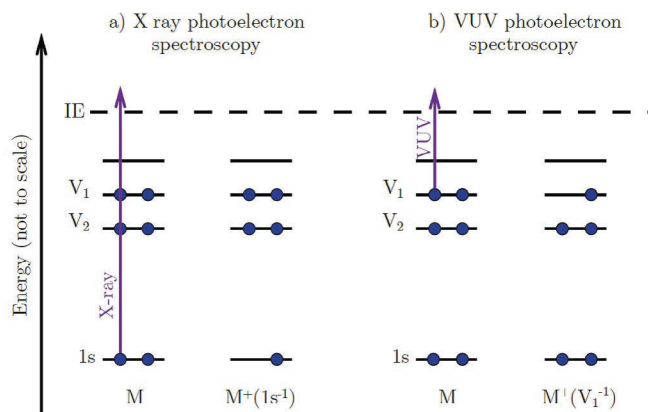 a) X ray photoelectron
spectroscopy
b) VUV photoelectron
spectroscopy
Energy (not to scale)
IE
V₁
V₂
X-ray
1s
M
M⁺(1s⁻¹)
VUV
V₁
V₂
1s
M
M⁺(V₁⁻¹)